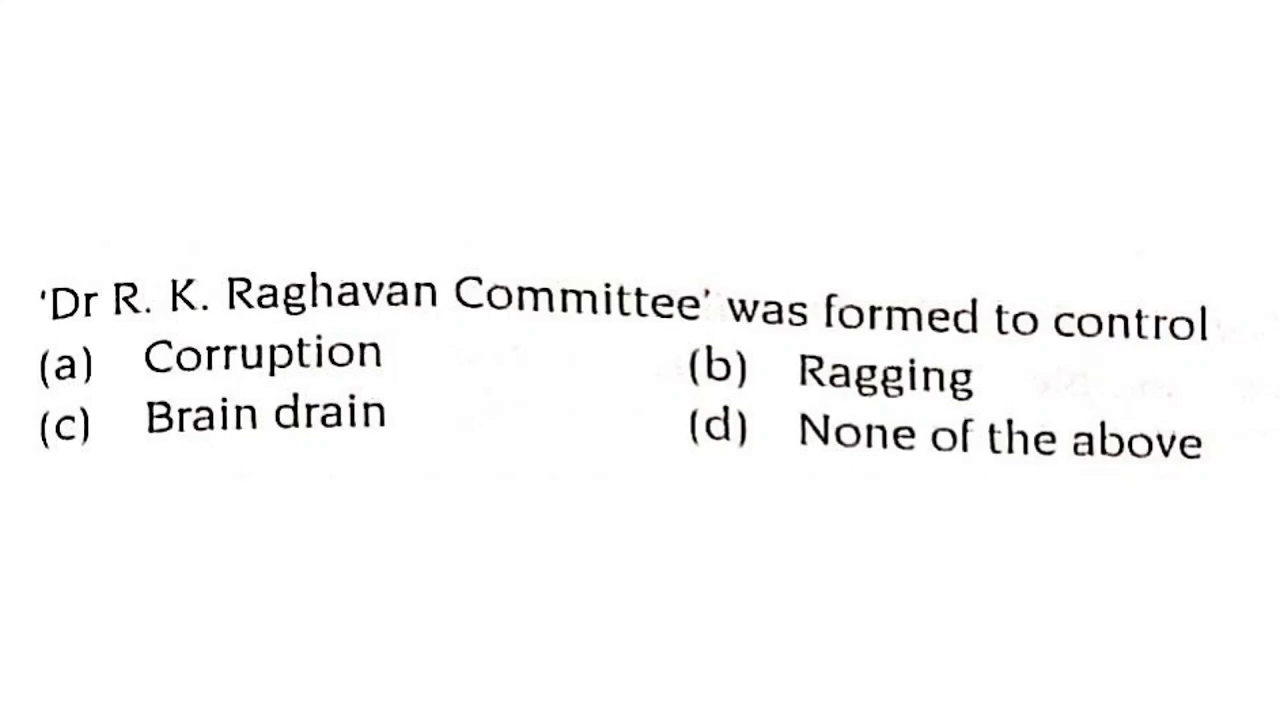 'Dr R. K. Raghavan Committee' was formed to control
(a) Corruption (b) Ragging
(c) Brain drain (d) None of the above